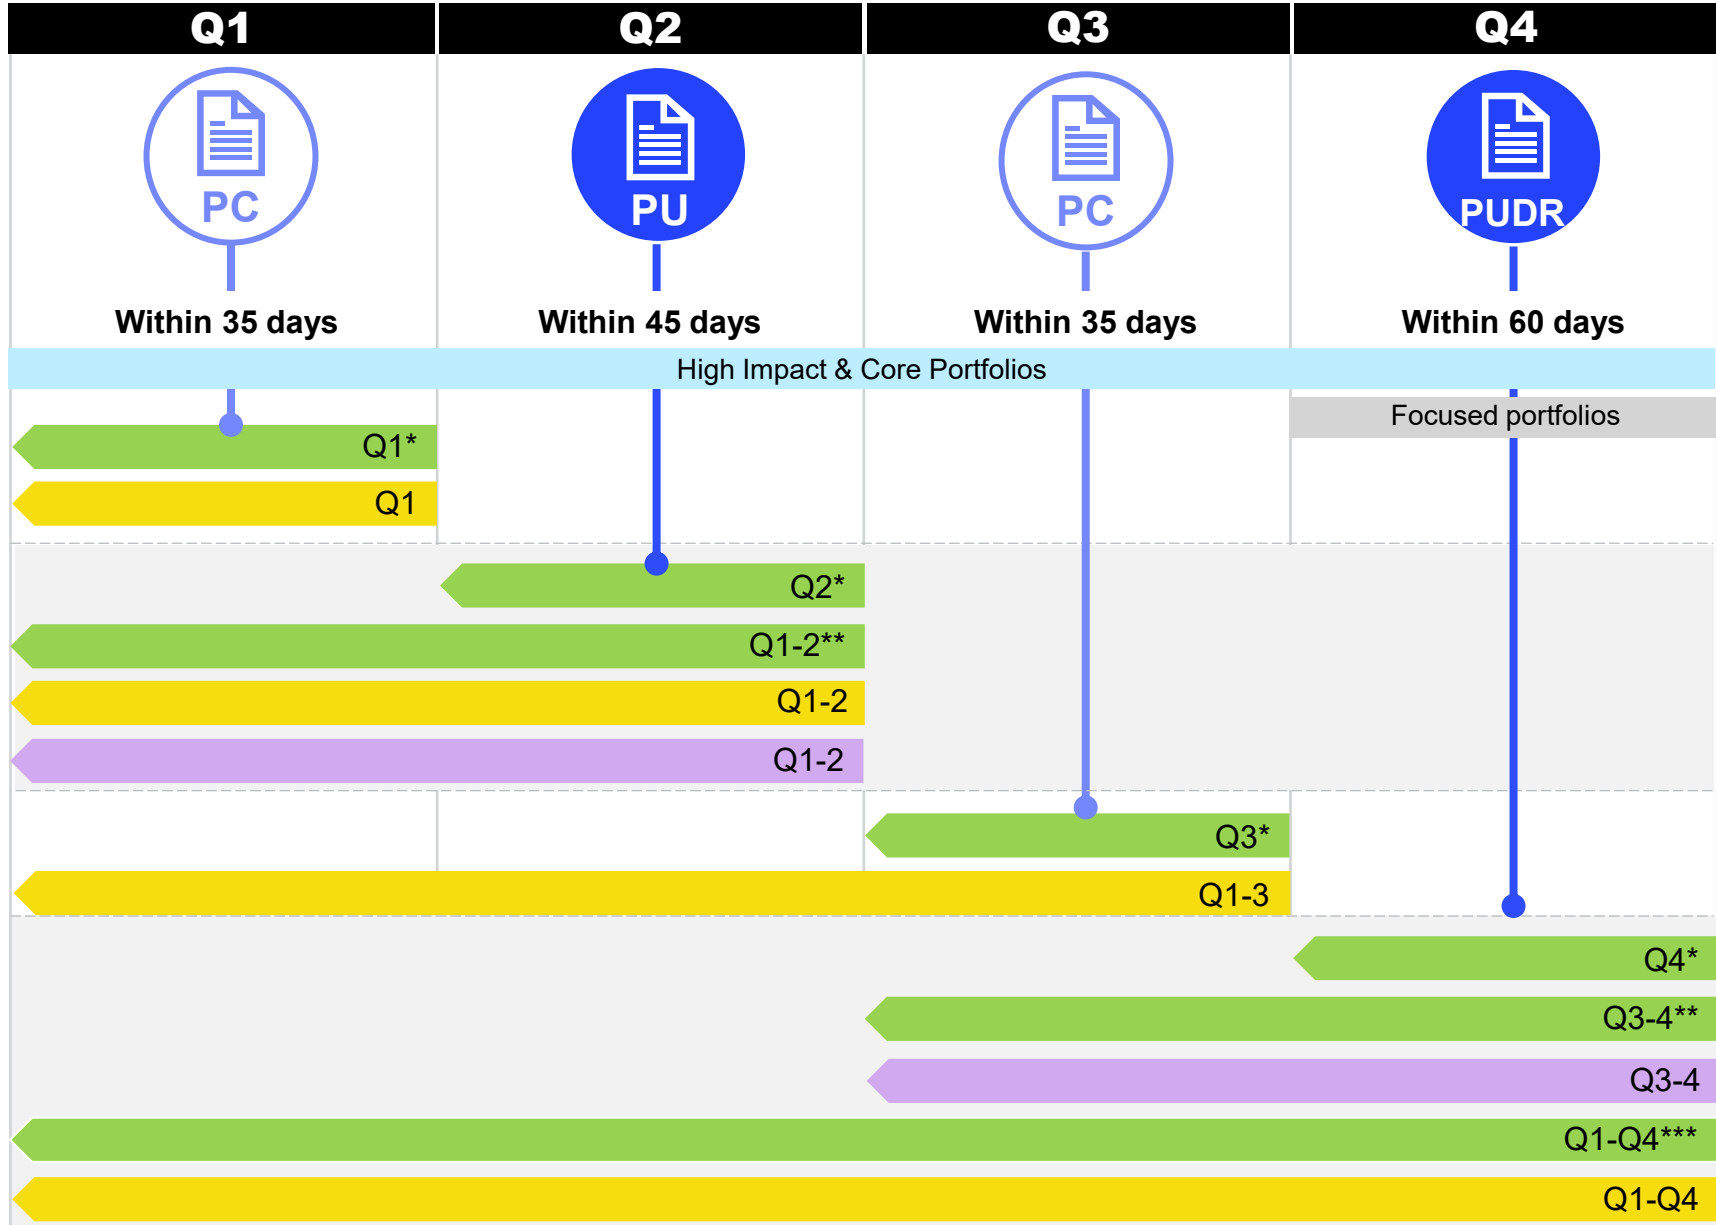 Q1 Q2 Q3 Q4
PC PU PC PUDR
Within 35 days Within 45 days Within 35 days Within 60 days
High Impact & Core Portfolios
Focused portfolios
Q1*
Q1
Q2*
Q1-2**
Q1-2
Q1-2
Q3*
Q1-3
Q4*
Q3-4**
Q3-4
Q1-Q4***
Q1-Q4